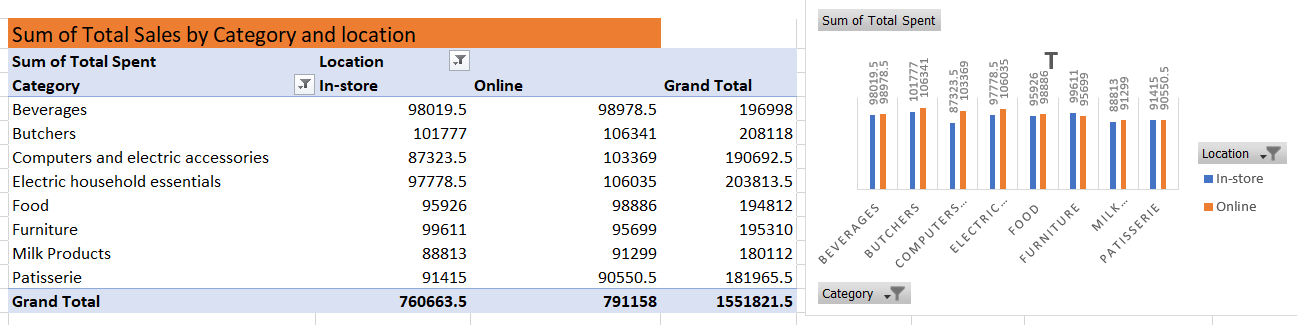 Sum of Total Sales by Category and location
Sum of Total Spent Location
Category In-store Online Grand Total
Beverages 98019.5 98978.5 196998
Butchers 101777 106341 208118
Computers and electric accessories 87323.5 103369 190692.5
Electric household essentials 97778.5 106035 203813.5
Food 95926 98886 194812
Furniture 99611 95699 195310
Milk Products 88813 91299 180112
Patisserie 91415 90550.5 181965.5
Grand Total 760663.5 791158 1551821.5
Sum of Total Spent
T
98019.5
98978.5
101777
106341
87323.5
103369
97778.5
106035
95926
98886
99611
95699
88813
91299
91415
90550.5
BEVERAGES
BUTCHERS
COMPUTERS...
ELECTRIC...
FOOD
FURNITURE
MILK...
PATISSERIE
Location
In-store
Online
Category